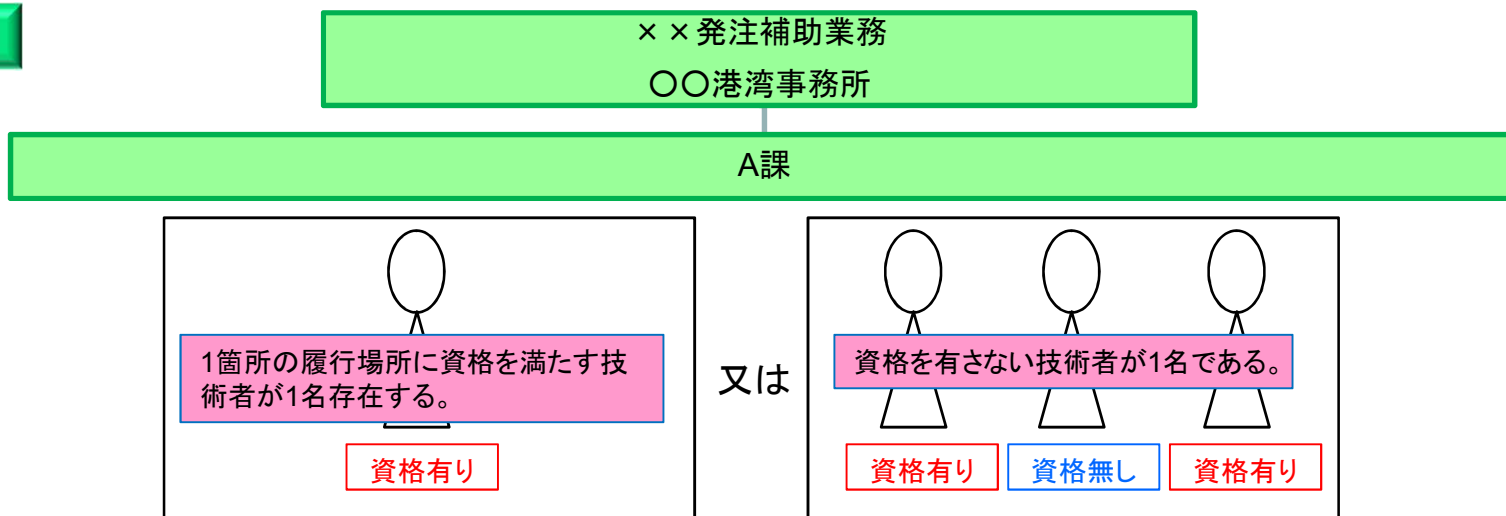 ××発注補助業務
〇〇港湾事務所
A課
1箇所の履行場所に資格を満たす技
術者が1名存在する。
又は
資格を有さない技術者が1名である。
資格有り
資格有り
資格無し
資格有り